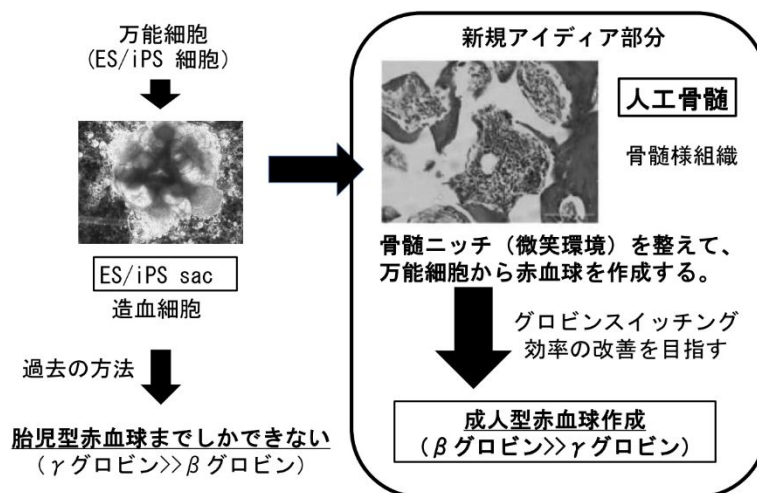 万能細胞
(ES/iPS 細胞)
ES/iPS sac
造血細胞
過去の方法
胎児型赤血球までしかできない
(γグロビン>>βグロビン)
新規アイディア部分
人工骨髄
骨髄様組織
骨髄ニッチ（微笑環境）を整えて、
万能細胞から赤血球を作成する。
グロビンスイッチング
効率の改善を目指す
成人型赤血球作成
(βグロビン>>γグロビン)